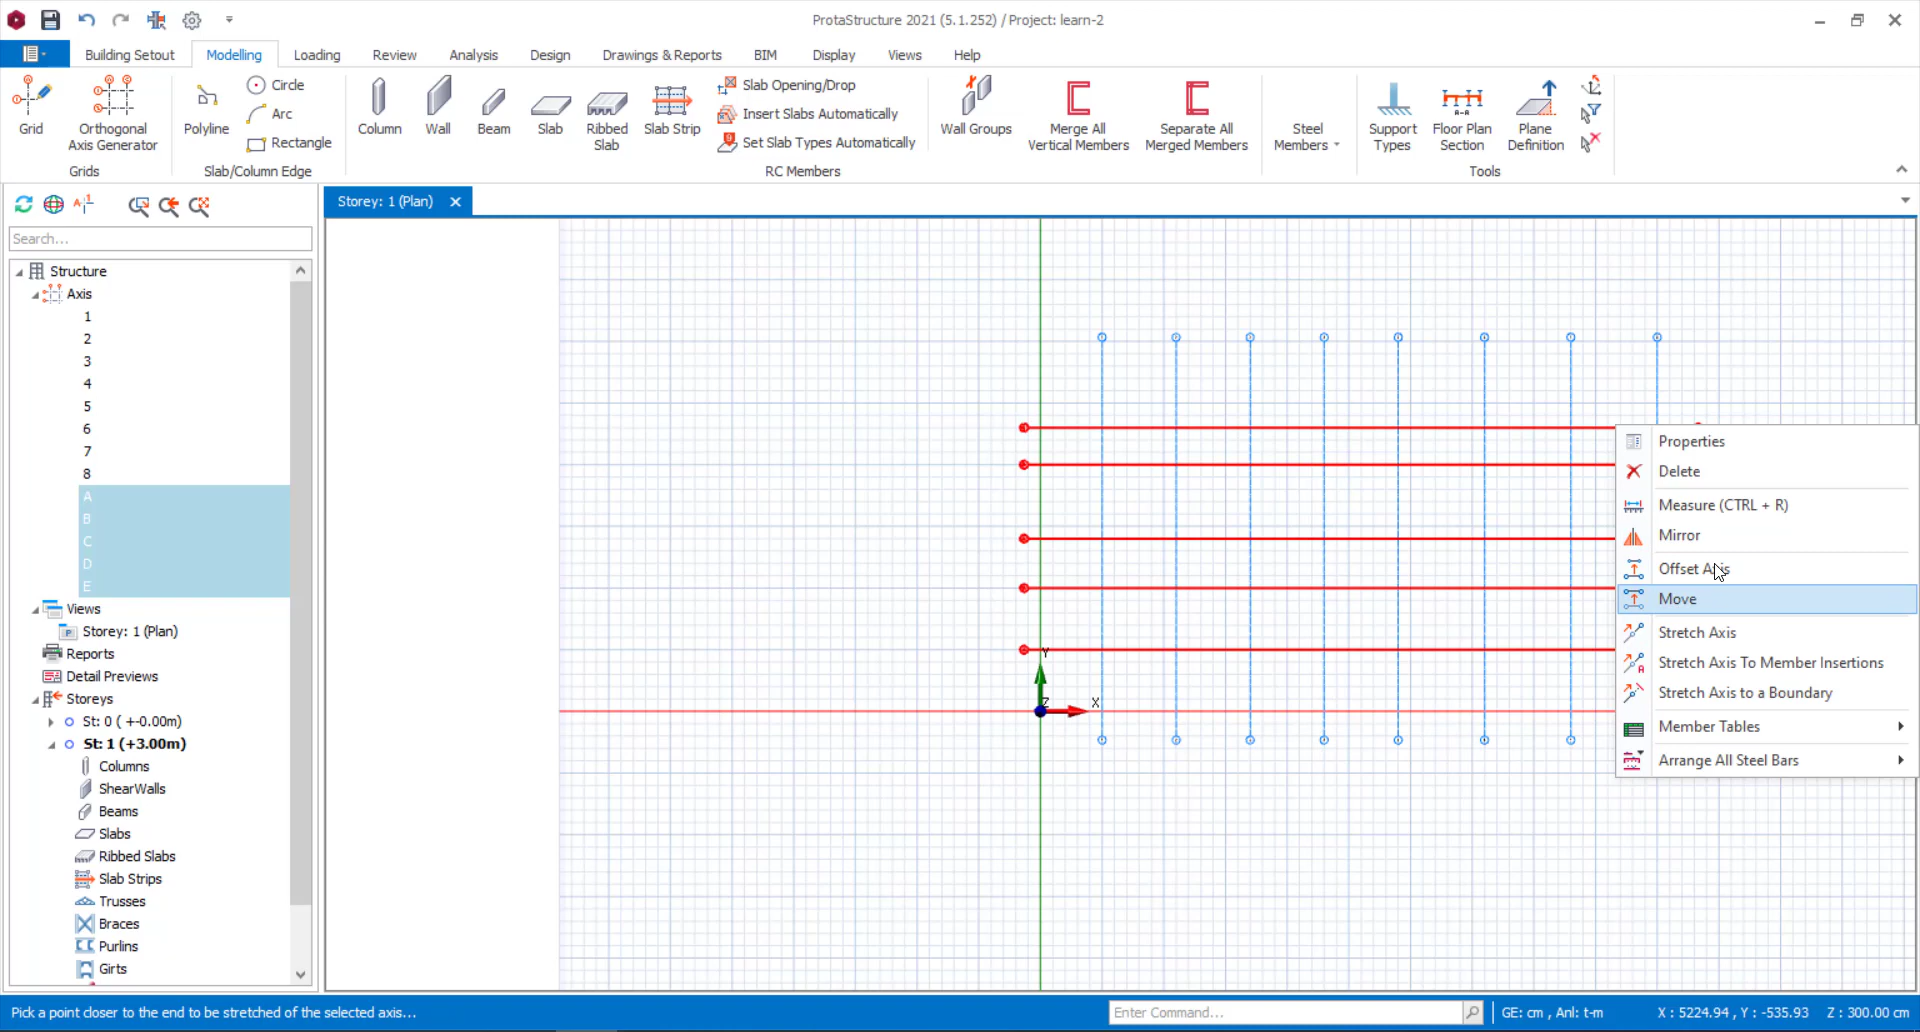 ProtaStructure 2021 (5.1.252) / Project: learn-2
Building Setout
Modelling
Loading
Review
Analysis
Design
Drawings & Reports
BIM
Display
Views
Help
Grid
Orthogonal
Axis Generator
Grids
Polyline
Circle
Arc
Rectangle
Slab/Column Edge
Column
Wall
Beam
Slab
Ribbed
Slab
Slab Strip
Slab Opening/Drop
Insert Slabs Automatically
Set Slab Types Automatically
RC Members
Wall Groups
Merge All
Vertical Members
Separate All
Merged Members
Steel
Members
Support
Types
Floor Plan
Section
Plane
Definition
Tools
Storey: 1 (Plan)
Search...
Structure
Axis
1
2
3
4
5
6
7
8
A
B
C
D
E
Views
Storey: 1 (Plan)
Reports
Detail Previews
Storeys
St: 0 ( +-0.00m)
St: 1 (+3.00m)
Columns
ShearWalls
Beams
Slabs
Ribbed Slabs
Slab Strips
Trusses
Braces
Purlins
Girts
Y
Z
X
Properties
Delete
Measure (CTRL + R)
Mirror
Offset Axis
Move
Stretch Axis
Stretch Axis To Member Insertions
Stretch Axis to a Boundary
Member Tables
Arrange All Steel Bars
Pick a point closer to the end to be stretched of the selected axis...
Enter Command...
GE: cm , Anl: t-m
X : 5224.94 , Y : -535.93
Z : 300.00 cm